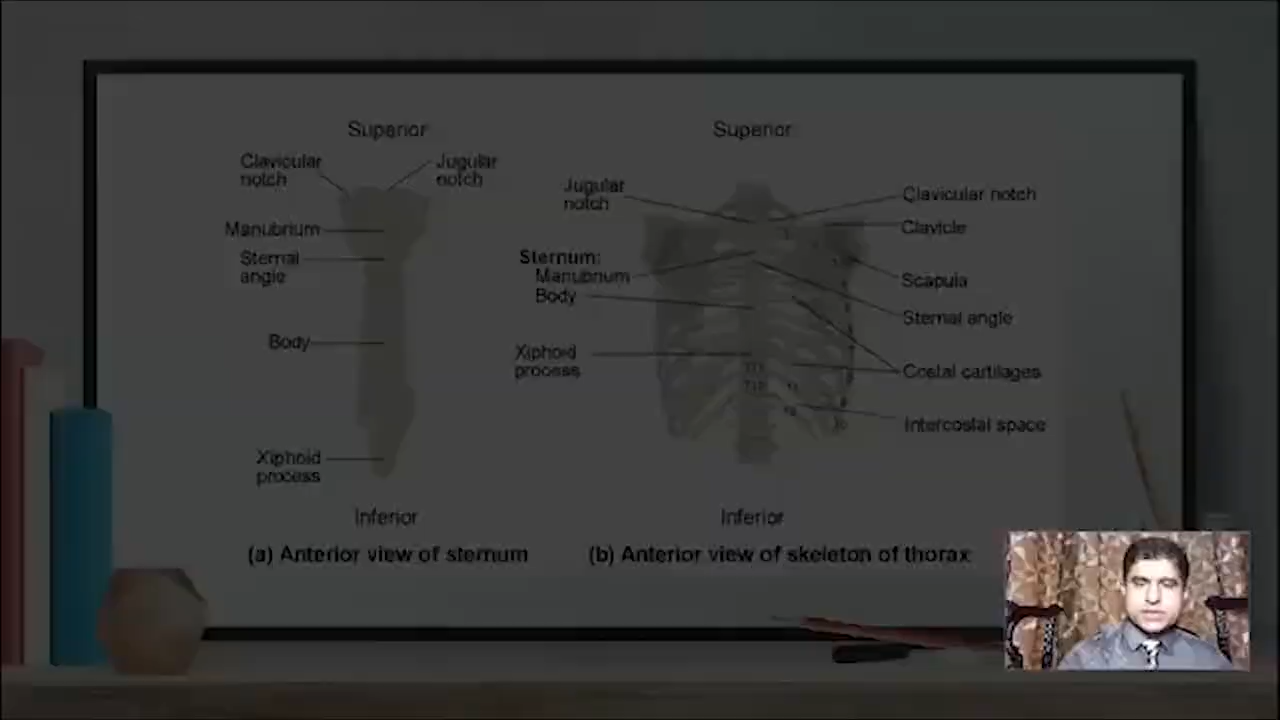 Superior
Clavicular
notch
Jugular
notch
Manubrium
Sternal
angle
Body
Xiphoid
process
Inferior
(a) Anterior view of sternum
Superior
Jugular
notch
Sternum:
Manubrium
Body
Xiphoid
process
Clavicular notch
Clavicle
Scapula
Sternal angle
Costal cartilages
Intercostal space
Inferior
(b) Anterior view of skeleton of thorax